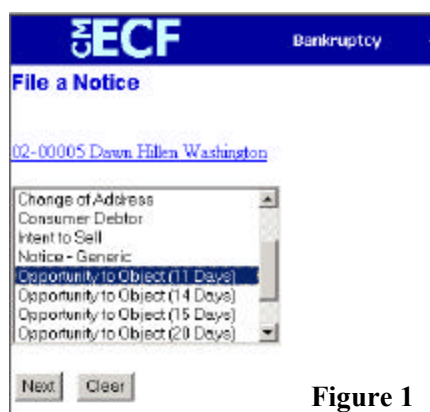 CM ECF Bankruptcy
File a Notice
02-00005 Dawn Hillen Washington
Change of Address
Consumer Debtor
Intent to Sell
Notice - Generic
Opportunity to Object (11 Days)
Opportunity to Object (14 Days)
Opportunity to Object (15 Days)
Opportunity to Object (20 Days)
Next Clear
Figure 1